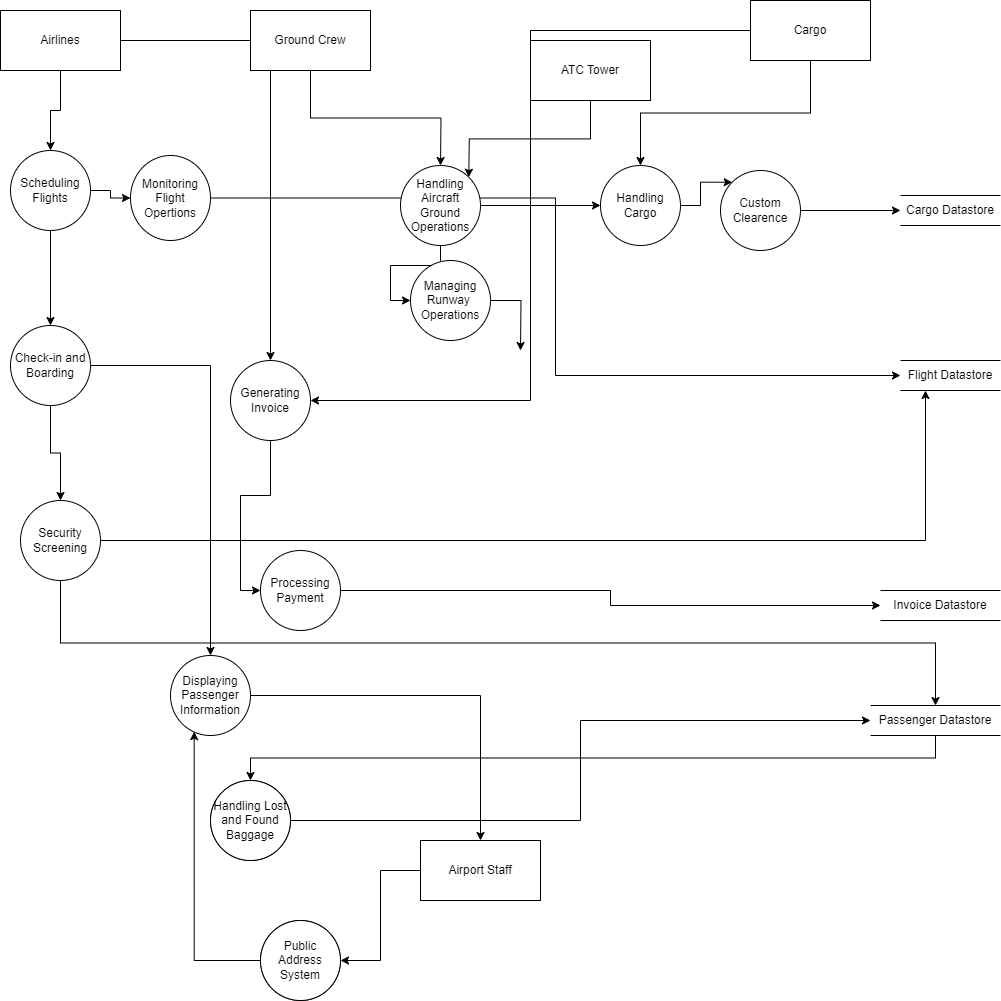 Airlines
Ground Crew
Cargo
ATC Tower
Scheduling
Flights
Monitoring
Flight
Opertions
Handling
Aircraft
Ground
Operations
Handling
Cargo
Custom
Clearence
Cargo Datastore
Managing
Runway
Operations
Check-in and
Boarding
Generating
Invoice
Flight Datastore
Security
Screening
Processing
Payment
Invoice Datastore
Displaying
Passenger
Information
Passenger Datastore
Handling Lost
and Found
Baggage
Airport Staff
Public
Address
System